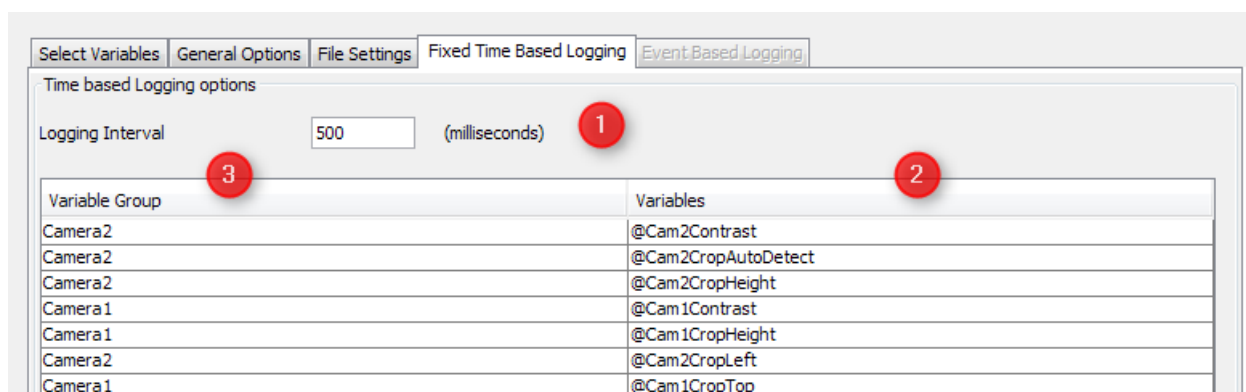 Select Variables General Options File Settings Fixed Time Based Logging Event Based Logging
Time based Logging options
Logging Interval 500 (milliseconds) 1
3 2
Variable Group Variables
Camera2 @Cam2Contrast
Camera2 @Cam2CropAutoDetect
Camera2 @Cam2CropHeight
Camera1 @Cam1Contrast
Camera1 @Cam1CropHeight
Camera2 @Cam2CropLeft
Camera1 @Cam1CropTop